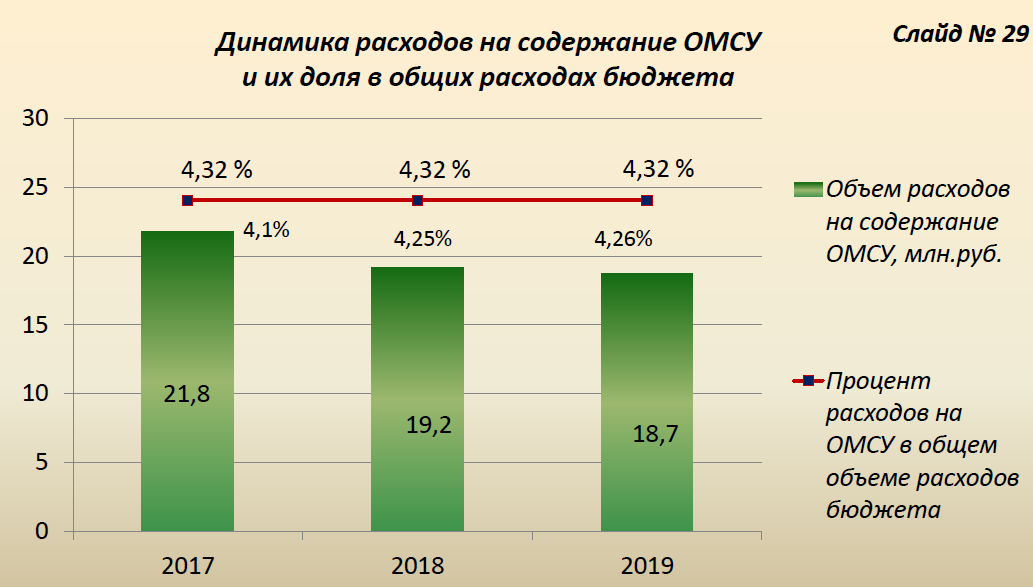 Слайд № 29
Динамика расходов на содержание ОМСУ
и их доля в общих расходах бюджета
30
25
20
15
10
5
0
4,32 %
4,32 %
4,32 %
4,1%
4,25%
4,26%
21,8
19,2
18,7
2017
2018
2019
Объем расходов
на содержание
ОМСУ, млн.руб.
Процент
расходов на
ОМСУ в общем
объеме расходов
бюджета